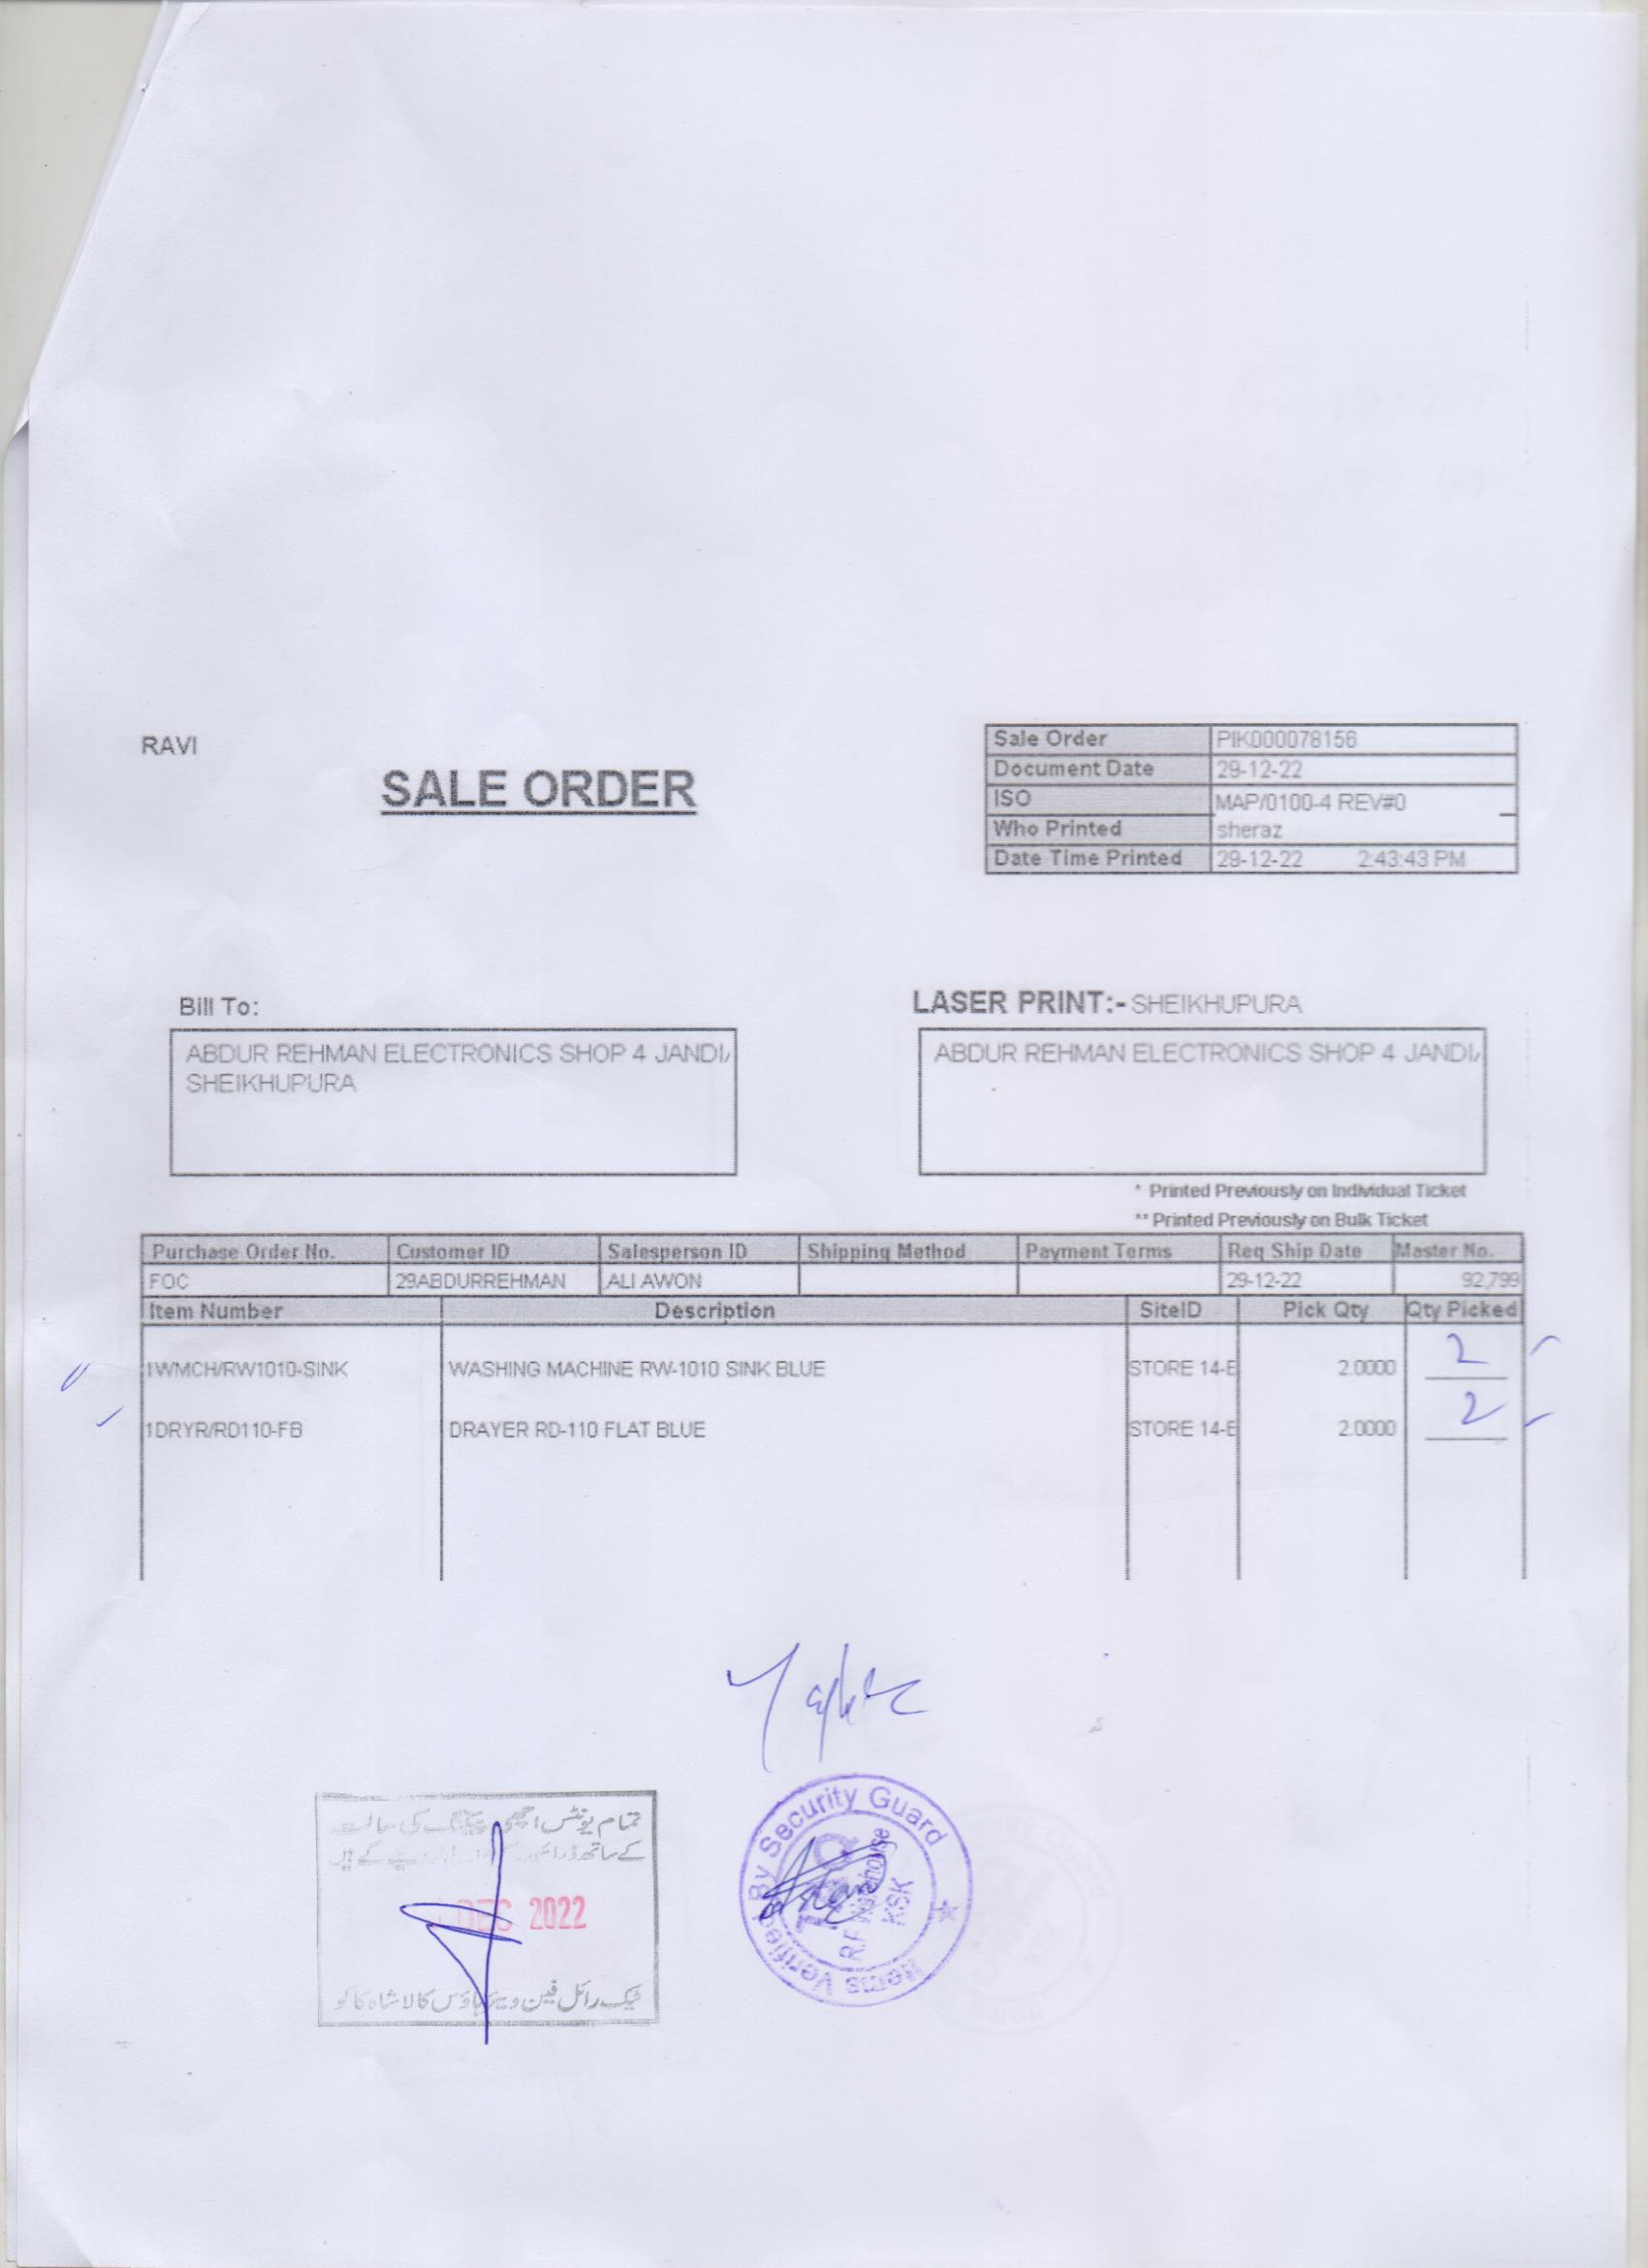 RAVI
SALE ORDER
Sale Order PIK000078156
Document Date 29-12-22
ISO MAP/0100-4 REV#0
Who Printed sheraz
Date Time Printed 29-12-22 2:43:43 PM
Bill To:
ABDUR REHMAN ELECTRONICS SHOP 4 JANDI
SHEIKHUPURA
LASER PRINT:- SHEIKHUPURA
ABDUR REHMAN ELECTRONICS SHOP 4 JANDI
* Printed Previously on Individual Ticket
** Printed Previously on Bulk Ticket
Purchase Order No. Customer ID Salesperson ID Shipping Method Payment Terms Req Ship Date Master No.
FOC 29ABDURREHMAN ALI AWON 29-12-22 92,799
Item Number Description SiteID Pick Qty Qty Picked
1WMCH/RW1010-SINK WASHING MACHINE RW-1010 SINK BLUE STORE 14-E 2.0000 2
1DRYR/RD110-FB DRAYER RD-110 FLAT BLUE STORE 14-E 2.0000 2
تمام یونٹس اچھی پیکنگ کی حالت
کے ساتھ کے ہیں
DEC 2022
ٹیک رائل فین ویئر ہاؤس کالا شاہ کاکو
Items Verified By Security Guard
R.F Warehouse
KSK